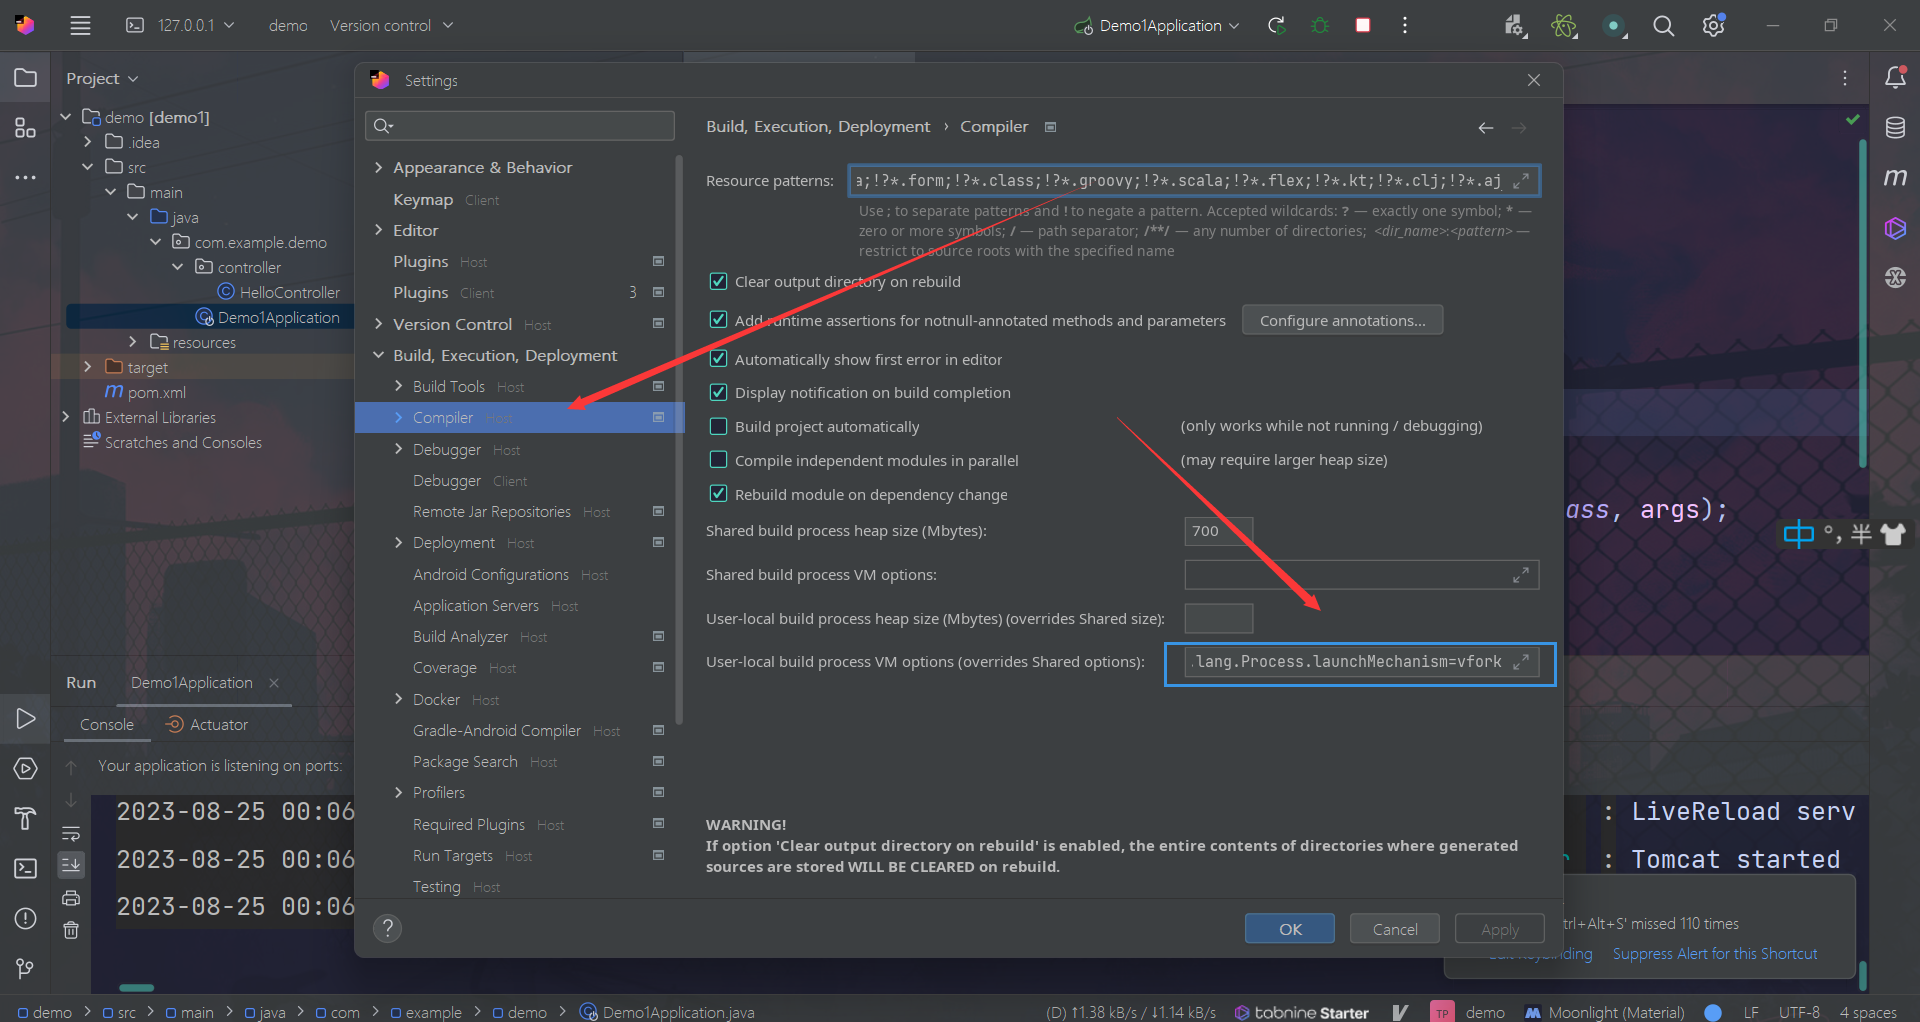 127.0.0.1 demo Version control Demo1Application
Project
demo [demo1]
.idea
src
main
java
com.example.demo
controller
HelloController
Demo1Application
resources
target
pom.xml
External Libraries
Scratches and Consoles
Settings
Appearance & Behavior
Keymap Client
Editor
Plugins Host
Plugins Client 3
Version Control Host
Build, Execution, Deployment
Build Tools Host
Compiler Host
Debugger Host
Debugger Client
Remote Jar Repositories Host
Deployment Host
Android Configurations Host
Application Servers Host
Build Analyzer Host
Coverage Host
Docker Host
Gradle-Android Compiler Host
Package Search Host
Profilers
Required Plugins Host
Run Targets Host
Testing Host
Build, Execution, Deployment › Compiler
Resource patterns: a;!?*.form;!?*.class;!?*.groovy;!?*.scala;!?*.flex;!?*.kt;!?*.clj;!?*.aj
Use ; to separate patterns and ! to negate a pattern. Accepted wildcards: ? — exactly one symbol; * —
zero or more symbols; / — path separator; /**/ — any number of directories; <dir_name>:<pattern> —
restrict to source roots with the specified name
Clear output directory on rebuild
Add runtime assertions for notnull-annotated methods and parameters Configure annotations...
Automatically show first error in editor
Display notification on build completion
Build project automatically (only works while not running / debugging)
Compile independent modules in parallel (may require larger heap size)
Rebuild module on dependency change
Shared build process heap size (Mbytes): 700
Shared build process VM options:
User-local build process heap size (Mbytes) (overrides Shared size):
User-local build process VM options (overrides Shared options): .lang.Process.launchMechanism=vfork
WARNING!
If option 'Clear output directory on rebuild' is enabled, the entire contents of directories where generated
sources are stored WILL BE CLEARED on rebuild.
? OK Cancel Apply
ass, args);
中 °, 半
Run Demo1Application
Console Actuator
Your application is listening on ports:
2023-08-25 00:06 : LiveReload serv
2023-08-25 00:06 : Tomcat started
2023-08-25 00:06
trl+Alt+S' missed 110 times
Suppress Alert for this Shortcut
demo > src > main > java > com > example > demo > Demo1Application.java
(D) ↑1.38 kB/s / ↓1.14 kB/s tabnine Starter TP demo Moonlight (Material) LF UTF-8 4 spaces